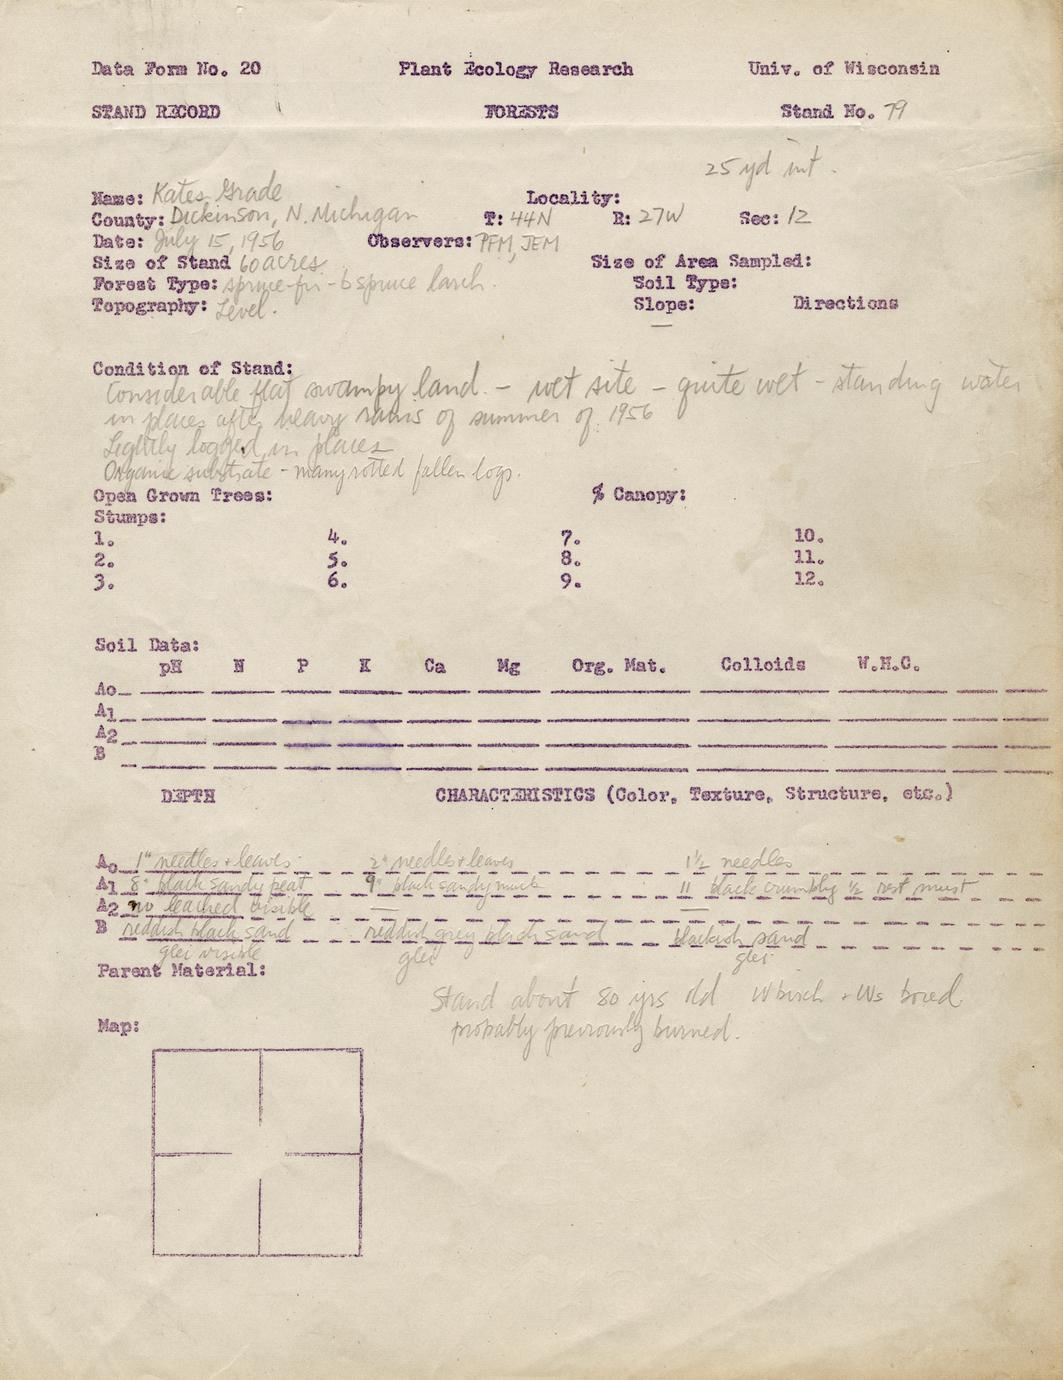 Data Form No. 20 Plant Ecology Research Univ. of Wisconsin
STAND RECORD FORESTS Stand No. 79
25 yd int.
Name: Kates Grade Locality:
County: Dickinson, N. Michigan T: 44N R: 27W Sec: 12
Date: July 15, 1956 Observers: PFM, JEM
Size of Stand 60 acres Size of Area Sampled:
Forest Type: spruce-fir - b spruce larch. Soil Type:
Topography: Level. Slope: — Directions
Condition of Stand:
Considerable flat swampy land. - wet site - quite wet - standing water
in places after heavy rains of summer of 1956
Lightly logged in places
Organic substrate - many rotted fallen logs.
Open Grown Trees: % Canopy:
Stumps:
1. 4. 7. 10.
2. 5. 8. 11.
3. 6. 9. 12.
Soil Data:
pH N P K Ca Mg Org. Mat. Colloids W.H.C.
Ao
A1
A2
B
DEPTH CHARACTERISTICS (Color, Texture, Structure, etc.)
Ao 1" needles + leaves 2" needles + leaves 1½ needles
A1 8" black sandy peat 9" black sandy muck 11 black crumbly ½ rest
A2 no leached visible — —
B reddish black sand reddish grey black sand blackish sand
glei visible glei glei
Parent Material:
Stand about 80 yrs old W birch + Ws bored
probably previously burned.
Map: